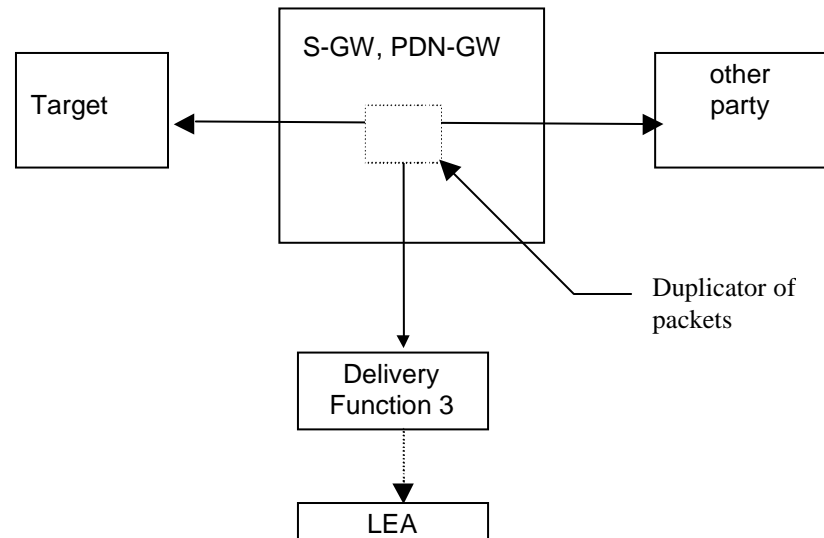 S-GW, PDN-GW
Target
other
party
Duplicator of
packets
Delivery
Function 3
LEA